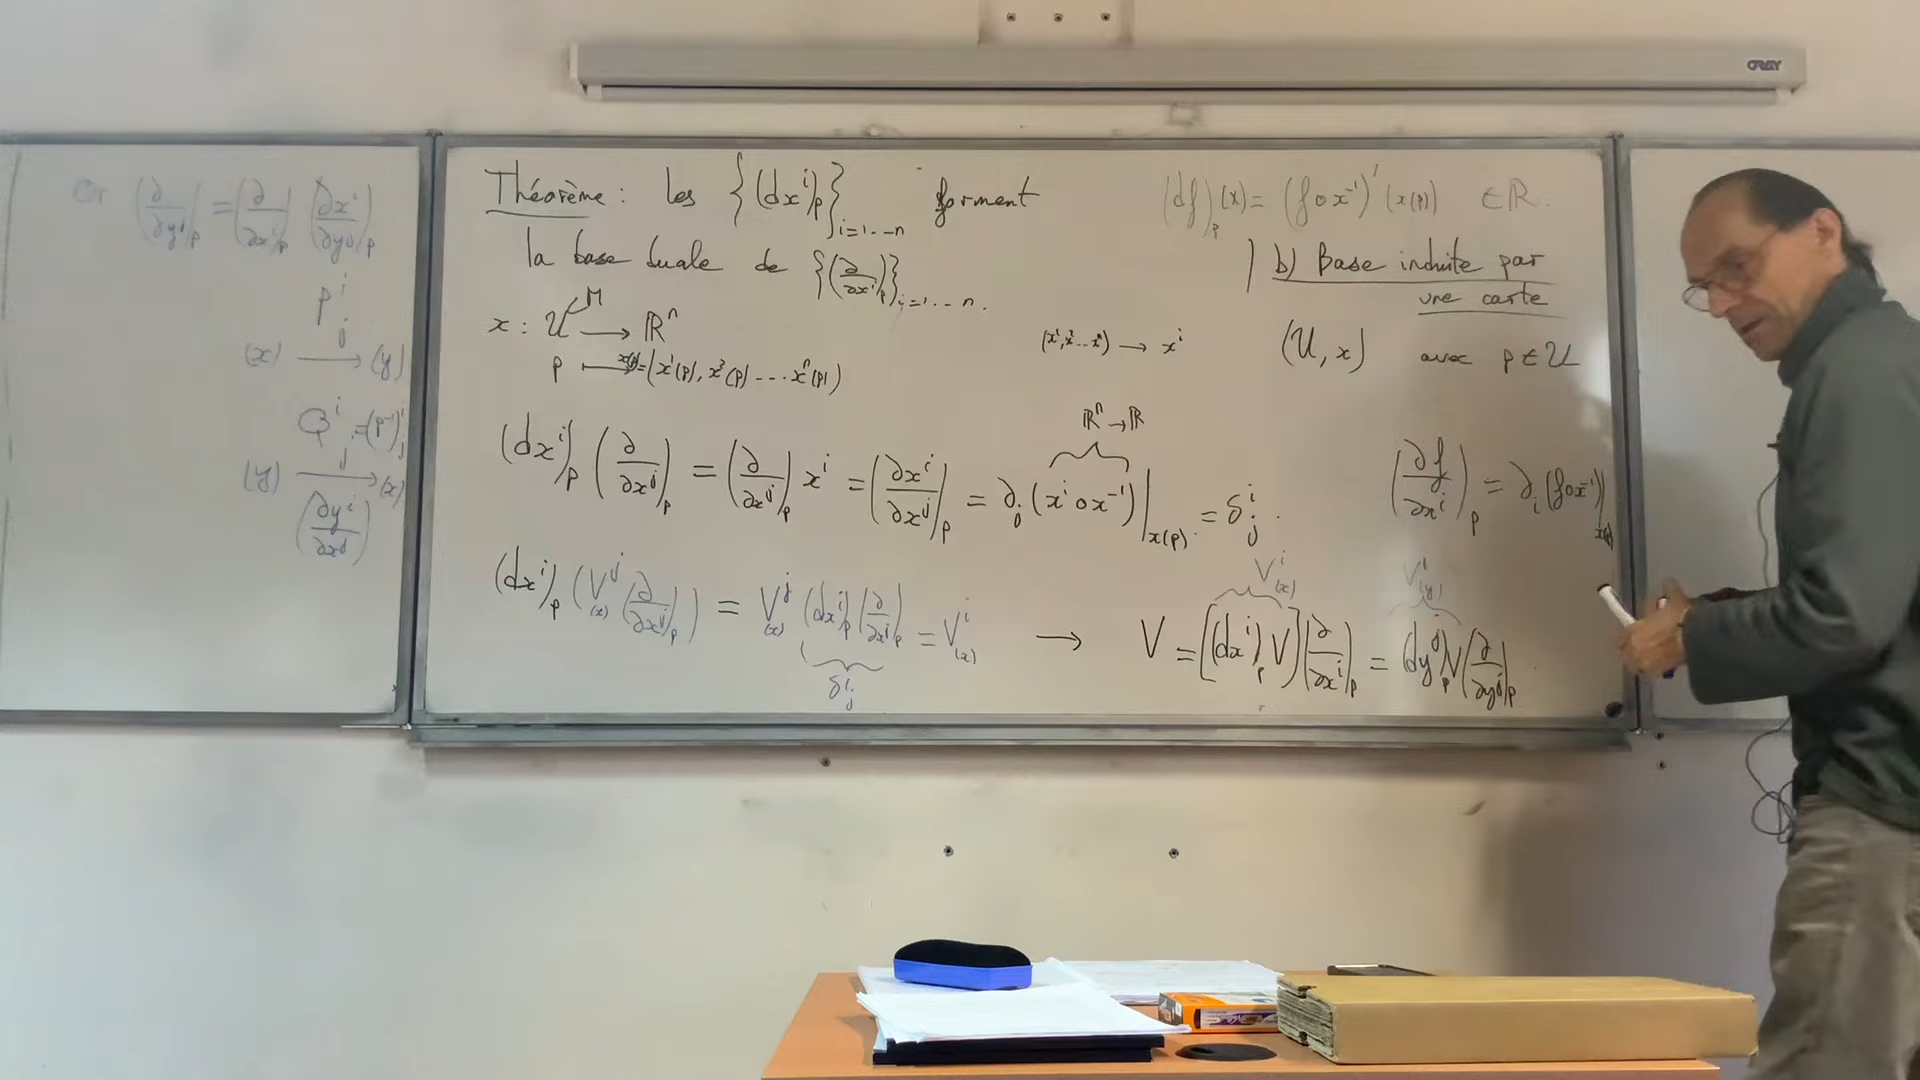 ORAY
Or (∂/∂y^j)_p = (∂/∂x^i)_p (∂x^i/∂y^j)_p
P^i_j
(x) ⟶ (y)
Q^i_j = (P^{-1})^i_j
(y) ⟶ (x)
(∂y^i/∂x^j)
Théorème : les {(dx^i)_p}_{i=1...n} forment
la base duale de {(∂/∂x^i)_p}_{i=1...n}.
x : U ⟶ ℝ^n
M
p ⟼ x(p) = (x^1(p), x^2(p) .... x^n(p))
(x^1, x^2 ... x^n) ⟶ x^i
ℝ^n → ℝ
(dx^i)_p (∂/∂x^j)_p = (∂/∂x^j)_p x^i = (∂x^i/∂x^j)_p = ∂_j (x^i o x^{-1})|_{x(p)} = δ^i_j .
(dx^i)_p (V^j_{(x)} (∂/∂x^j)_p) = V^j_{(x)} (dx^i)_p (∂/∂x^j)_p = V^i_{(x)} ⟶
δ^i_j
(df)_p (X) = (f o x^{-1})' (x(p)) ∈ ℝ.
b) Base induite par
une carte
(U, x) avec p ∈ U
(∂f/∂x^i)_p = ∂_i (f o x^{-1})|_{x(p)}
V^i_{(x)} V^j_{(y)}
V = [(dx^i)_p V] (∂/∂x^i)_p = (dy^j)_p V (∂/∂y^j)_p